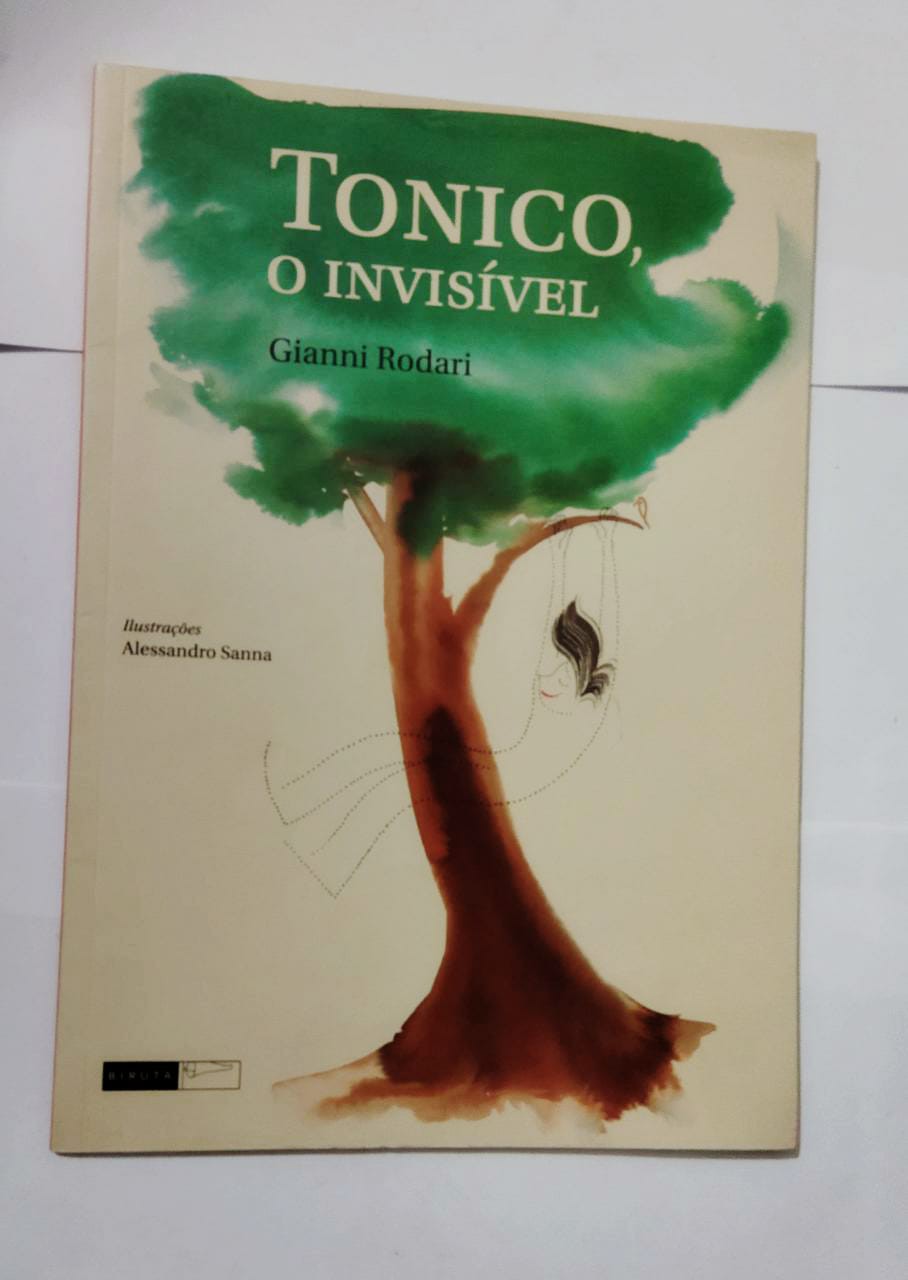 TONICO,
O INVISÍVEL
Gianni Rodari
Ilustrações
Alessandro Sanna
BIRUTA